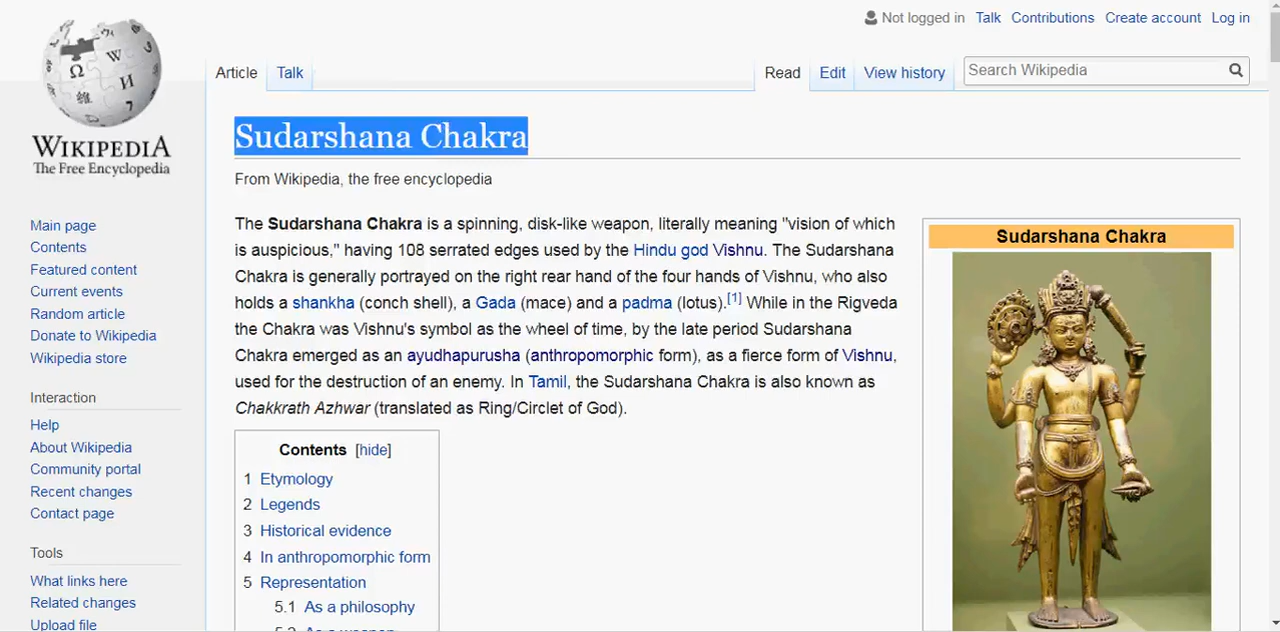 Not logged in Talk Contributions Create account Log in
Article Talk Read Edit View history Search Wikipedia
WIKIPEDIA
The Free Encyclopedia
Main page
Contents
Featured content
Current events
Random article
Donate to Wikipedia
Wikipedia store
Interaction
Help
About Wikipedia
Community portal
Recent changes
Contact page
Tools
What links here
Related changes
Upload file
Sudarshana Chakra
From Wikipedia, the free encyclopedia
The Sudarshana Chakra is a spinning, disk-like weapon, literally meaning "vision of which
is auspicious," having 108 serrated edges used by the Hindu god Vishnu. The Sudarshana
Chakra is generally portrayed on the right rear hand of the four hands of Vishnu, who also
holds a shankha (conch shell), a Gada (mace) and a padma (lotus).[1] While in the Rigveda
the Chakra was Vishnu's symbol as the wheel of time, by the late period Sudarshana
Chakra emerged as an ayudhapurusha (anthropomorphic form), as a fierce form of Vishnu,
used for the destruction of an enemy. In Tamil, the Sudarshana Chakra is also known as
Chakkrath Azhwar (translated as Ring/Circlet of God).
Contents [hide]
1 Etymology
2 Legends
3 Historical evidence
4 In anthropomorphic form
5 Representation
5.1 As a philosophy
Sudarshana Chakra